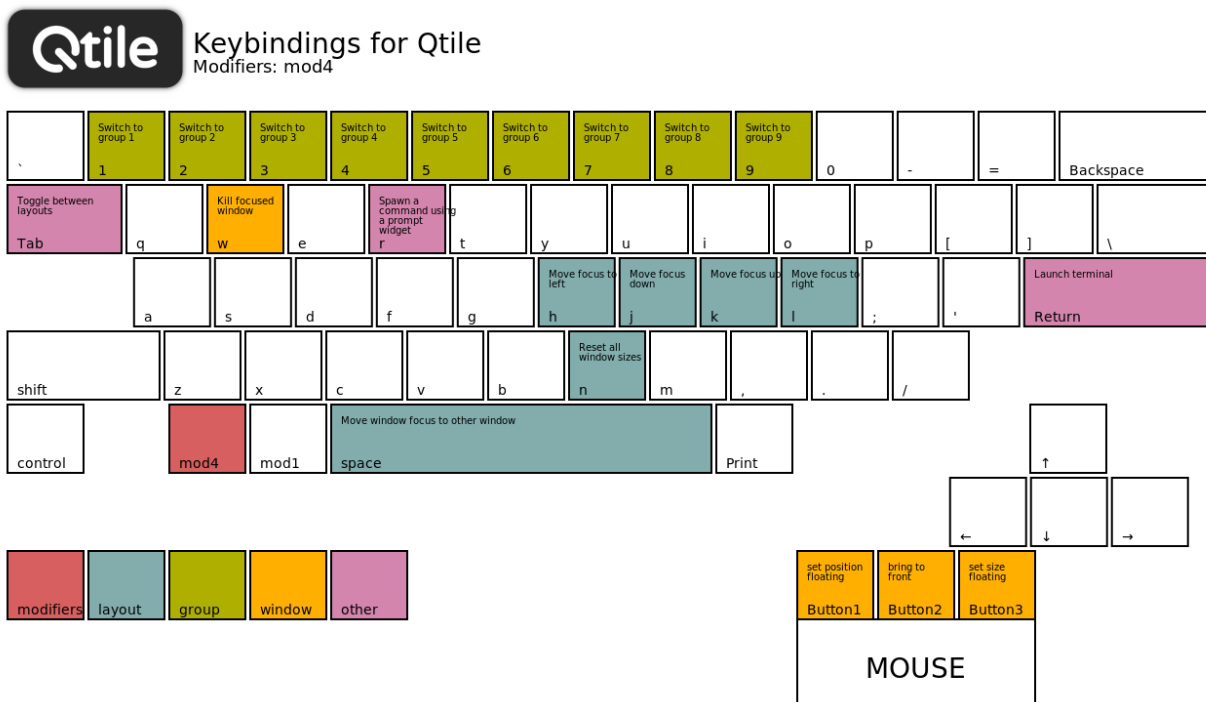 Qtile
Keybindings for Qtile
Modifiers: mod4
`
Switch to
group 1
1
Switch to
group 2
2
Switch to
group 3
3
Switch to
group 4
4
Switch to
group 5
5
Switch to
group 6
6
Switch to
group 7
7
Switch to
group 8
8
Switch to
group 9
9
0
-
=
Backspace
Toggle between
layouts
Tab
q
Kill focused
window
w
e
Spawn a
command using
a prompt
widget
r
t
y
u
i
o
p
[
]
\
a
s
d
f
g
Move focus to
left
h
Move focus
down
j
Move focus up
k
Move focus to
right
l
;
'
Launch terminal
Return
shift
z
x
c
v
b
Reset all
window sizes
n
m
,
.
/
control
mod4
mod1
Move window focus to other window
space
Print
↑
←
↓
→
modifiers
layout
group
window
other
set position
floating
Button1
bring to
front
Button2
set size
floating
Button3
MOUSE